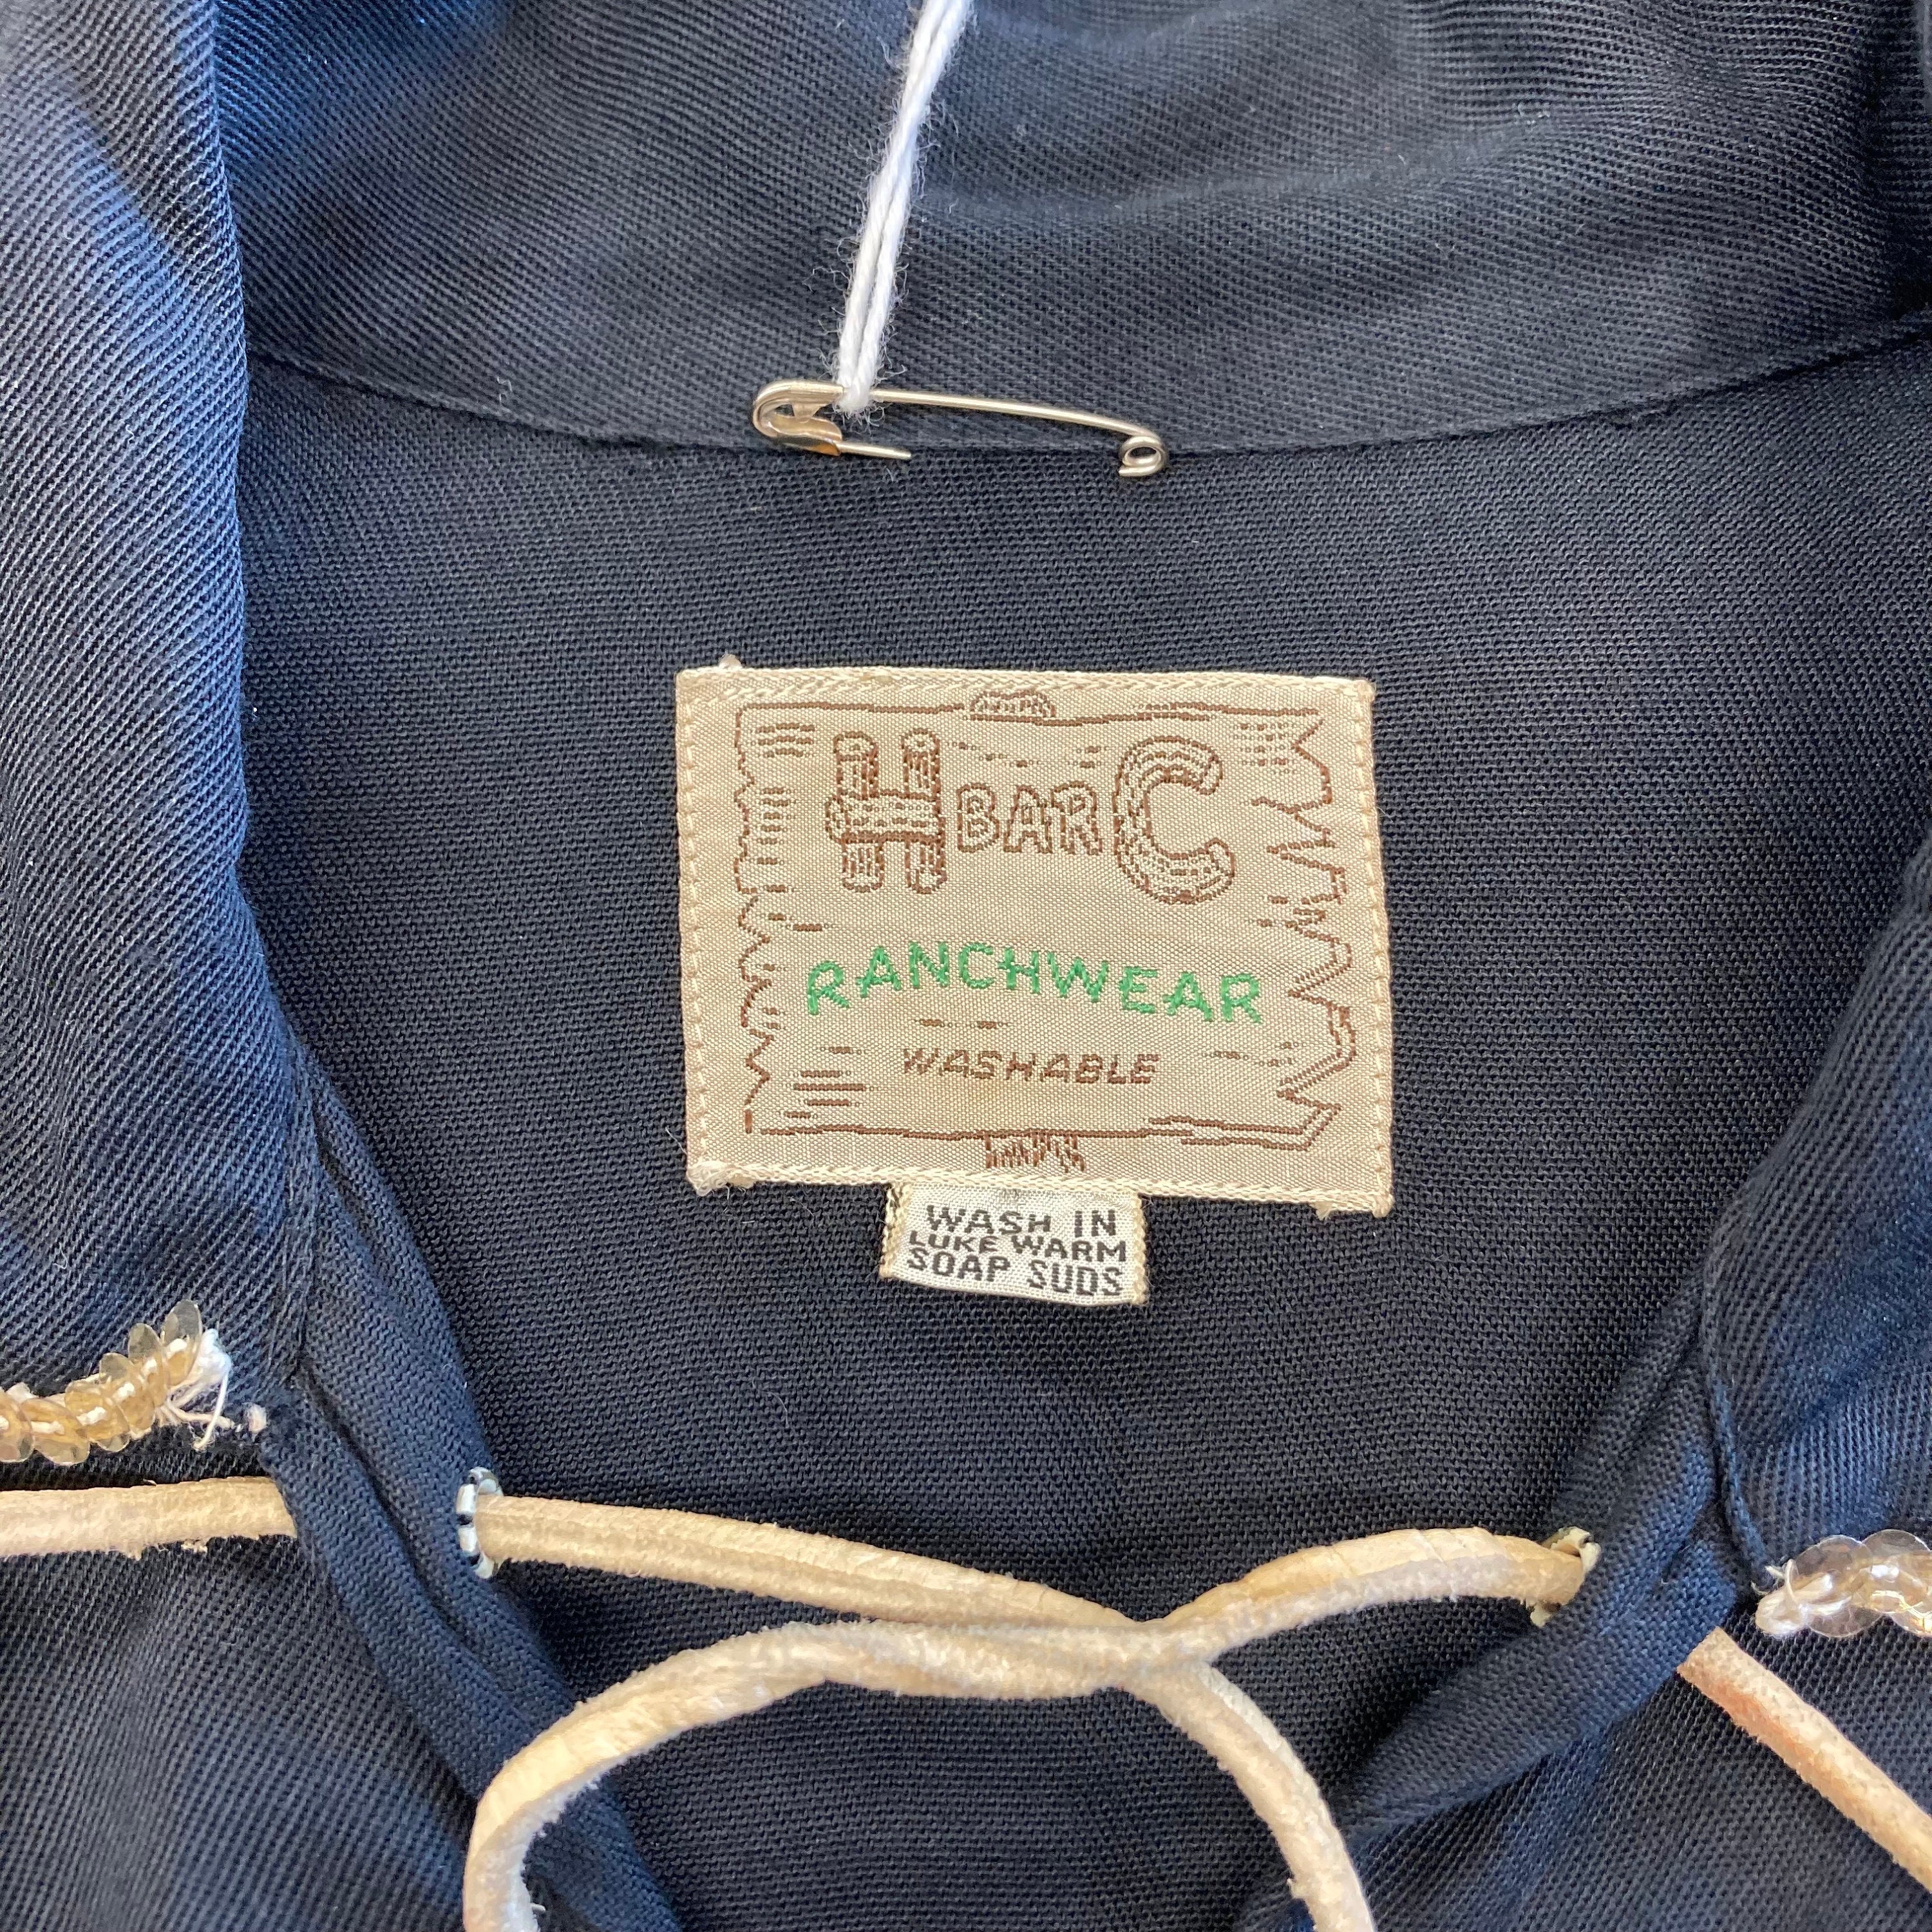 H BAR C
RANCHWEAR
WASHABLE
WASH IN
LUKE WARM
SOAP SUDS